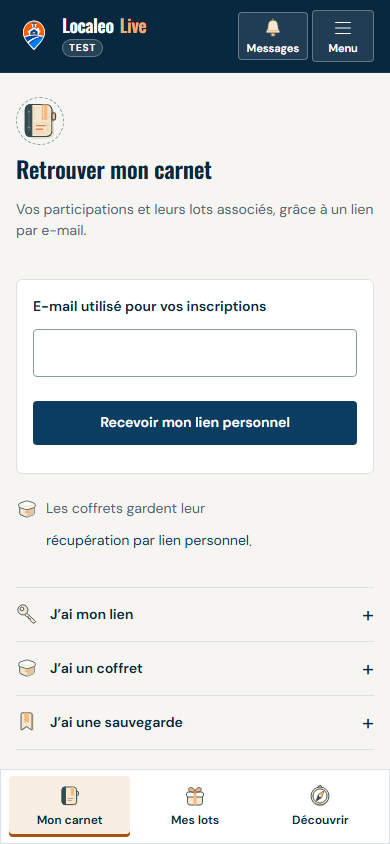 Localeo Live
TEST
Messages
Menu
Retrouver mon carnet
Vos participations et leurs lots associés, grâce à un lien
par e-mail.
E-mail utilisé pour vos inscriptions
Recevoir mon lien personnel
Les coffrets gardent leur
récupération par lien personnel.
J’ai mon lien
J’ai un coffret
J’ai une sauvegarde
Mon carnet
Mes lots
Découvrir